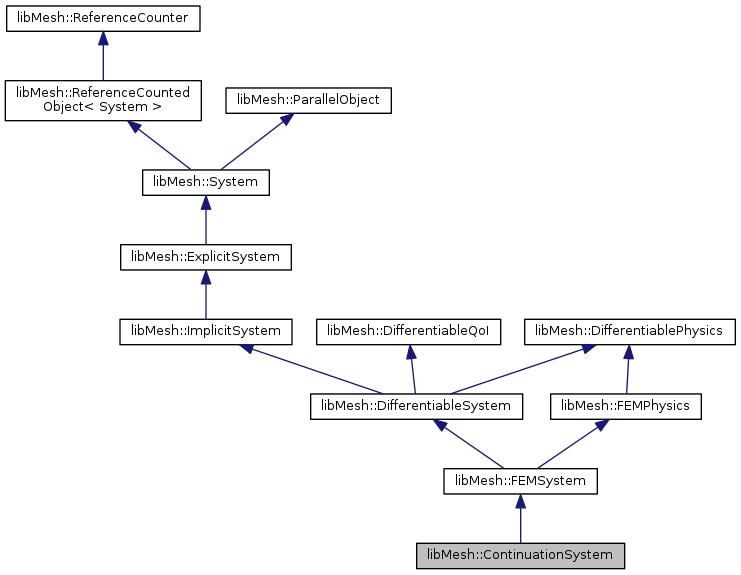 libMesh::ReferenceCounter
libMesh::ReferenceCounted
Object< System >
libMesh::ParallelObject
libMesh::System
libMesh::ExplicitSystem
libMesh::ImplicitSystem
libMesh::DifferentiableQoI
libMesh::DifferentiablePhysics
libMesh::DifferentiableSystem
libMesh::FEMPhysics
libMesh::FEMSystem
libMesh::ContinuationSystem